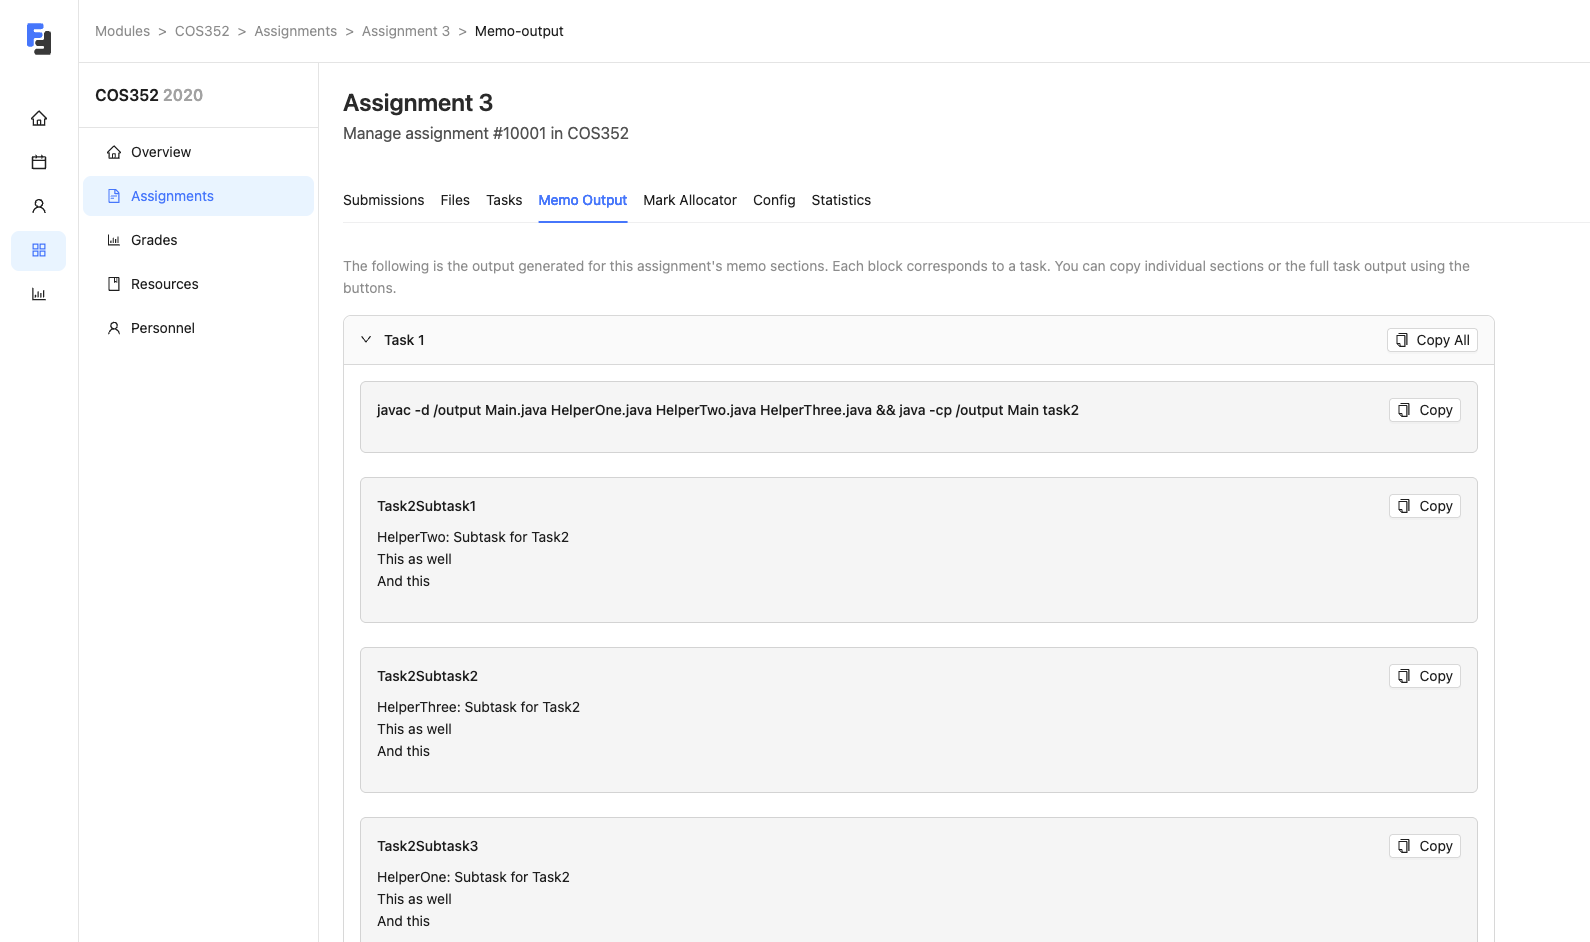 Modules > COS352 > Assignments > Assignment 3 > Memo-output
COS352 2020
Overview
Assignments
Grades
Resources
Personnel
Assignment 3
Manage assignment #10001 in COS352
Submissions Files Tasks Memo Output Mark Allocator Config Statistics
The following is the output generated for this assignment's memo sections. Each block corresponds to a task. You can copy individual sections or the full task output using the
buttons.
Task 1 Copy All
javac -d /output Main.java HelperOne.java HelperTwo.java HelperThree.java && java -cp /output Main task2 Copy
Task2Subtask1 Copy
HelperTwo: Subtask for Task2
This as well
And this
Task2Subtask2 Copy
HelperThree: Subtask for Task2
This as well
And this
Task2Subtask3 Copy
HelperOne: Subtask for Task2
This as well
And this